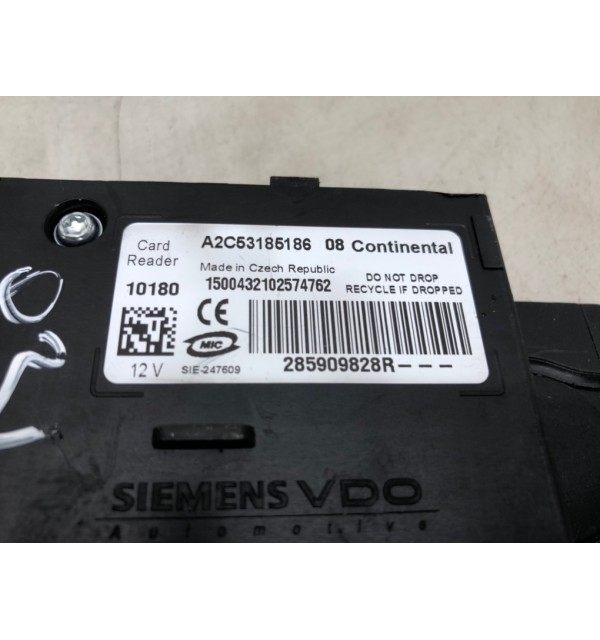 Card Reader
A2C53185186 08 Continental
Made in Czech Republic
10180
1500432102574762
DO NOT DROP
RECYCLE IF DROPPED
CE
MIC
12 V
SIE-247609
285909828R---
SIEMENS VDO
Automotive